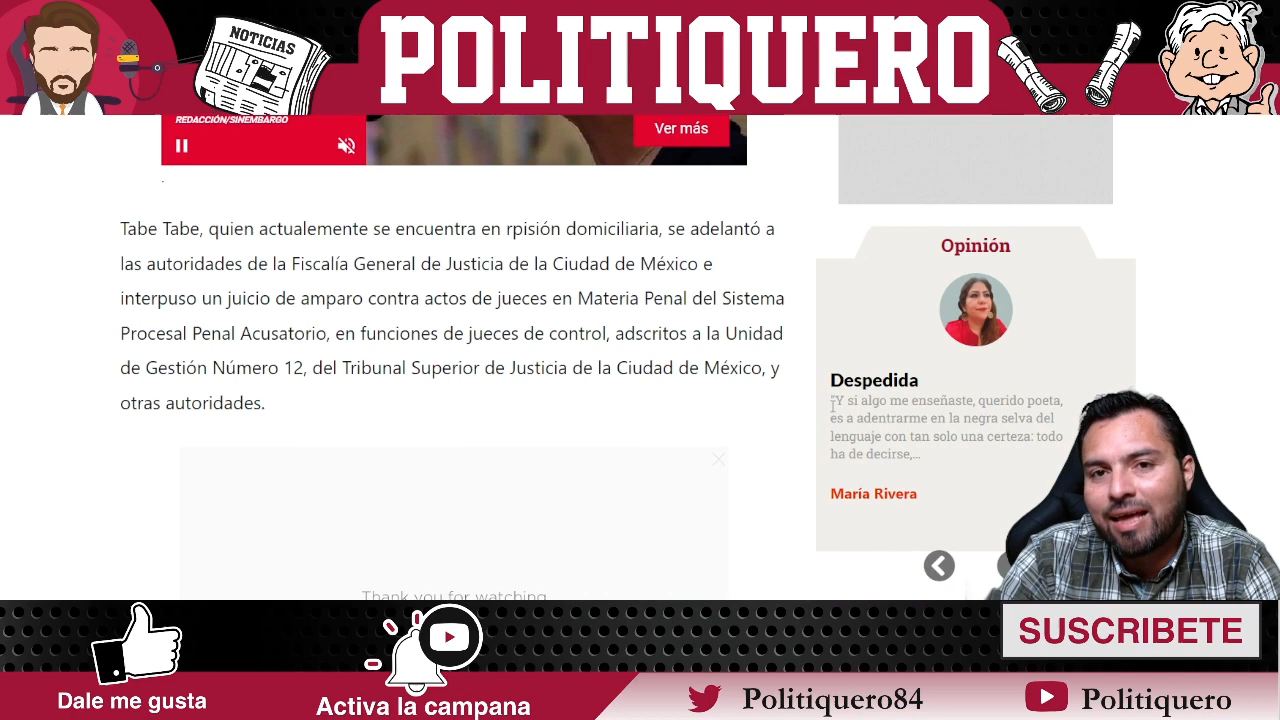 NOTICIAS
POLITIQUERO
REDACCIÓN/SINEMBARGO
Ver más
Tabe Tabe, quien actualemente se encuentra en rpisión domiciliaria, se adelantó a
las autoridades de la Fiscalía General de Justicia de la Ciudad de México e
interpuso un juicio de amparo contra actos de jueces en Materia Penal del Sistema
Procesal Penal Acusatorio, en funciones de jueces de control, adscritos a la Unidad
de Gestión Número 12, del Tribunal Superior de Justicia de la Ciudad de México, y
otras autoridades.
Thank you for watching
Opinión
Despedida
“Y si algo me enseñaste, querido poeta,
es a adentrarme en la negra selva del
lenguaje con tan solo una certeza: todo
ha de decirse,...
María Rivera
SUSCRIBETE
Dale me gusta
Activa la campana
Politiquero84
Politiquero